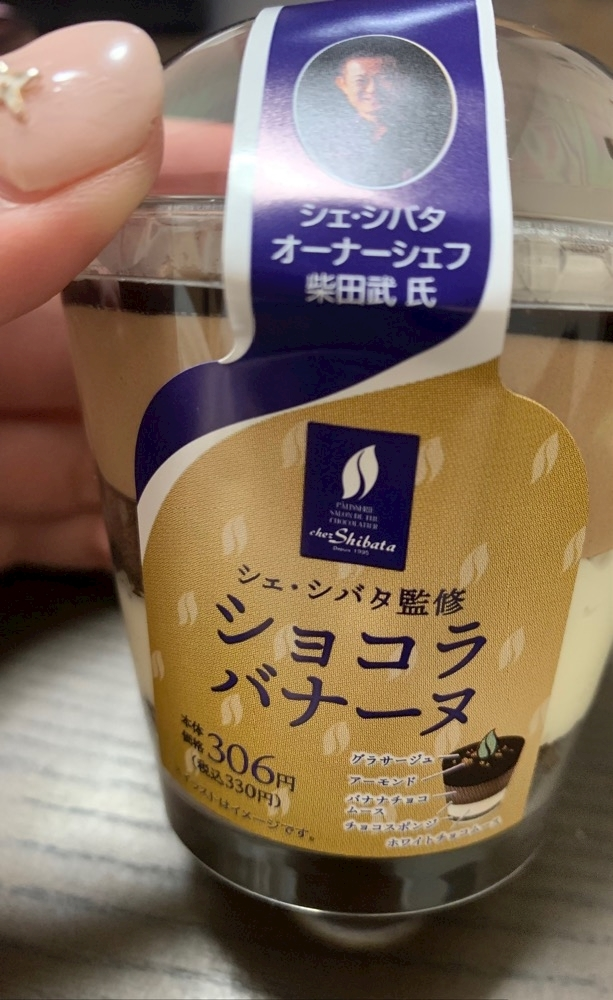 シェ・シバタ
オーナーシェフ
柴田武 氏
PATISSERIE
SALON DE THE
CHOCOLATIER
chez Shibata
Depuis 1995
シェ・シバタ監修
ショコラ
バナーヌ
本体
価格 306円
(税込330円)
グラサージュ
アーモンド
バナナチョコ
ムース
チョコスポンジ
ホワイトチョコムース
イラストはイメージです。